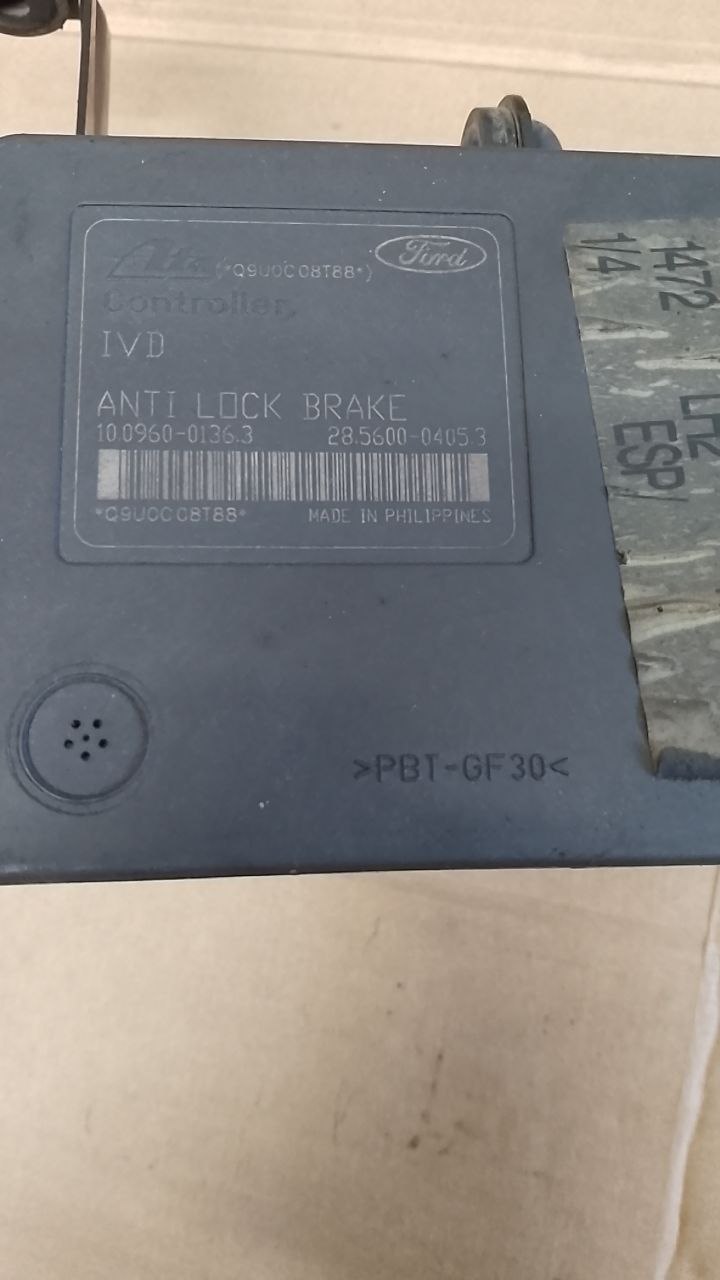 Ate (*Q9U0C08T88*) Ford
Controller,
IVD
ANTI LOCK BRAKE
10.0960-0136.3 28.5600-0405.3
*Q9U0C08T88* MADE IN PHILIPPINES
>PBT-GF30<
1472
1/4
LM2
ESP/